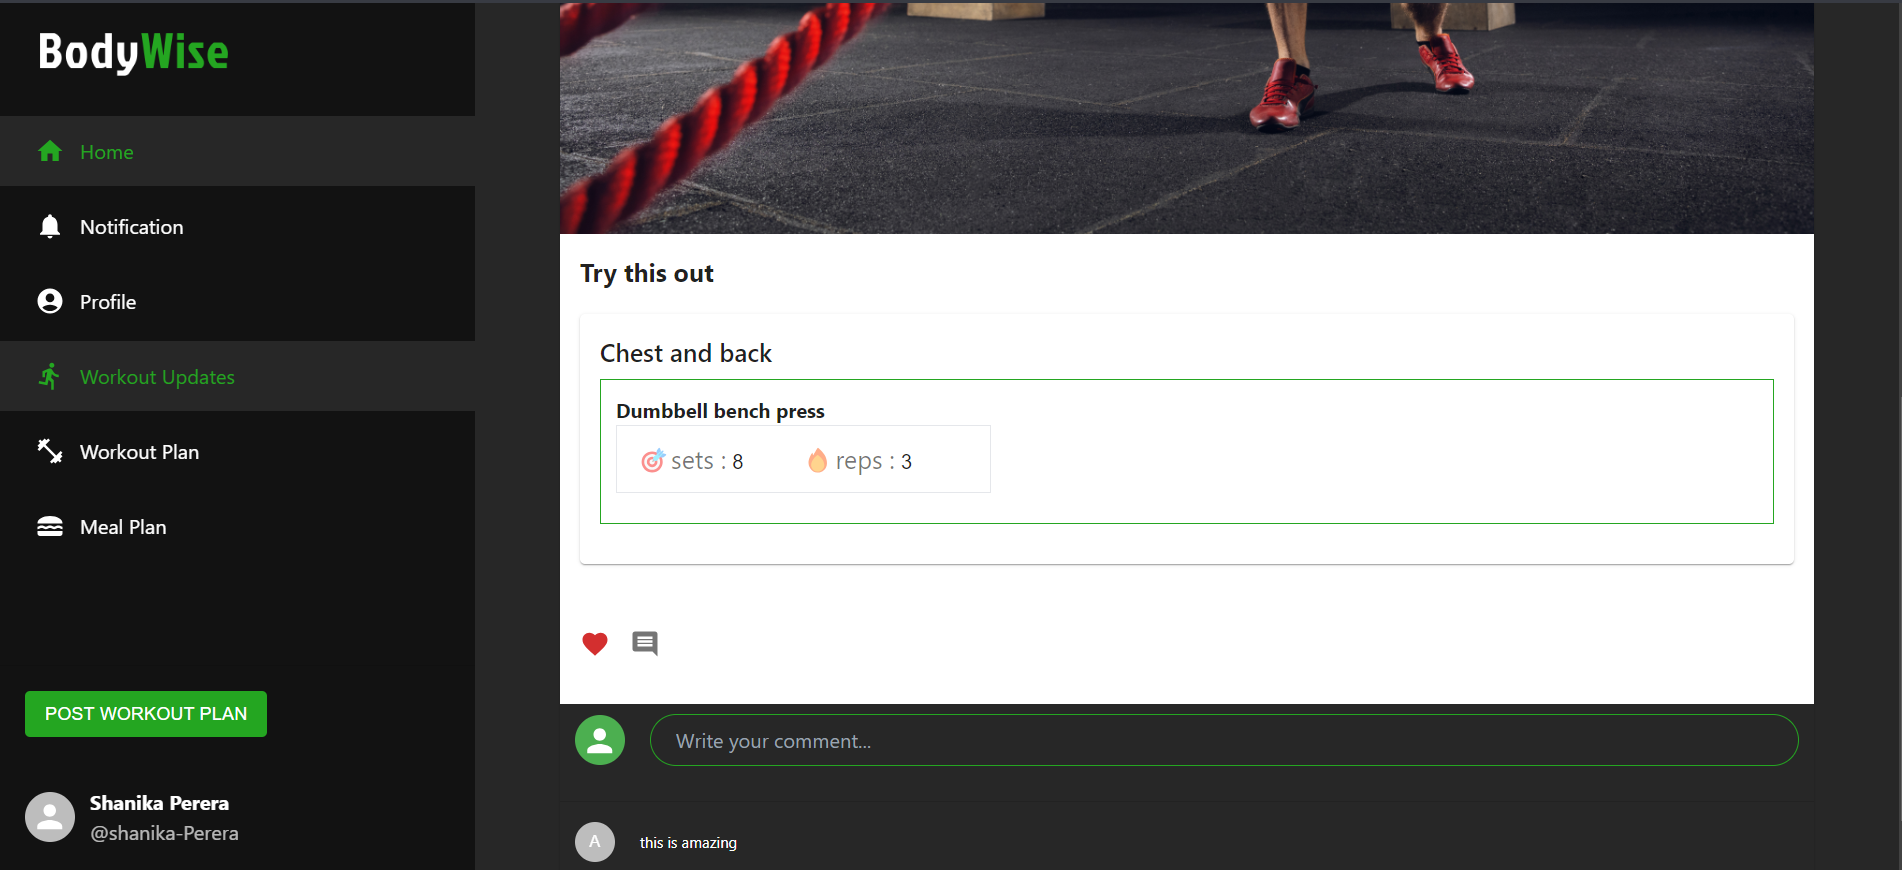 BodyWise
Home
Notification
Profile
Workout Updates
Workout Plan
Meal Plan
POST WORKOUT PLAN
Shanika Perera
@shanika-Perera
Try this out
Chest and back
Dumbbell bench press
sets : 8 reps : 3
Write your comment...
A this is amazing